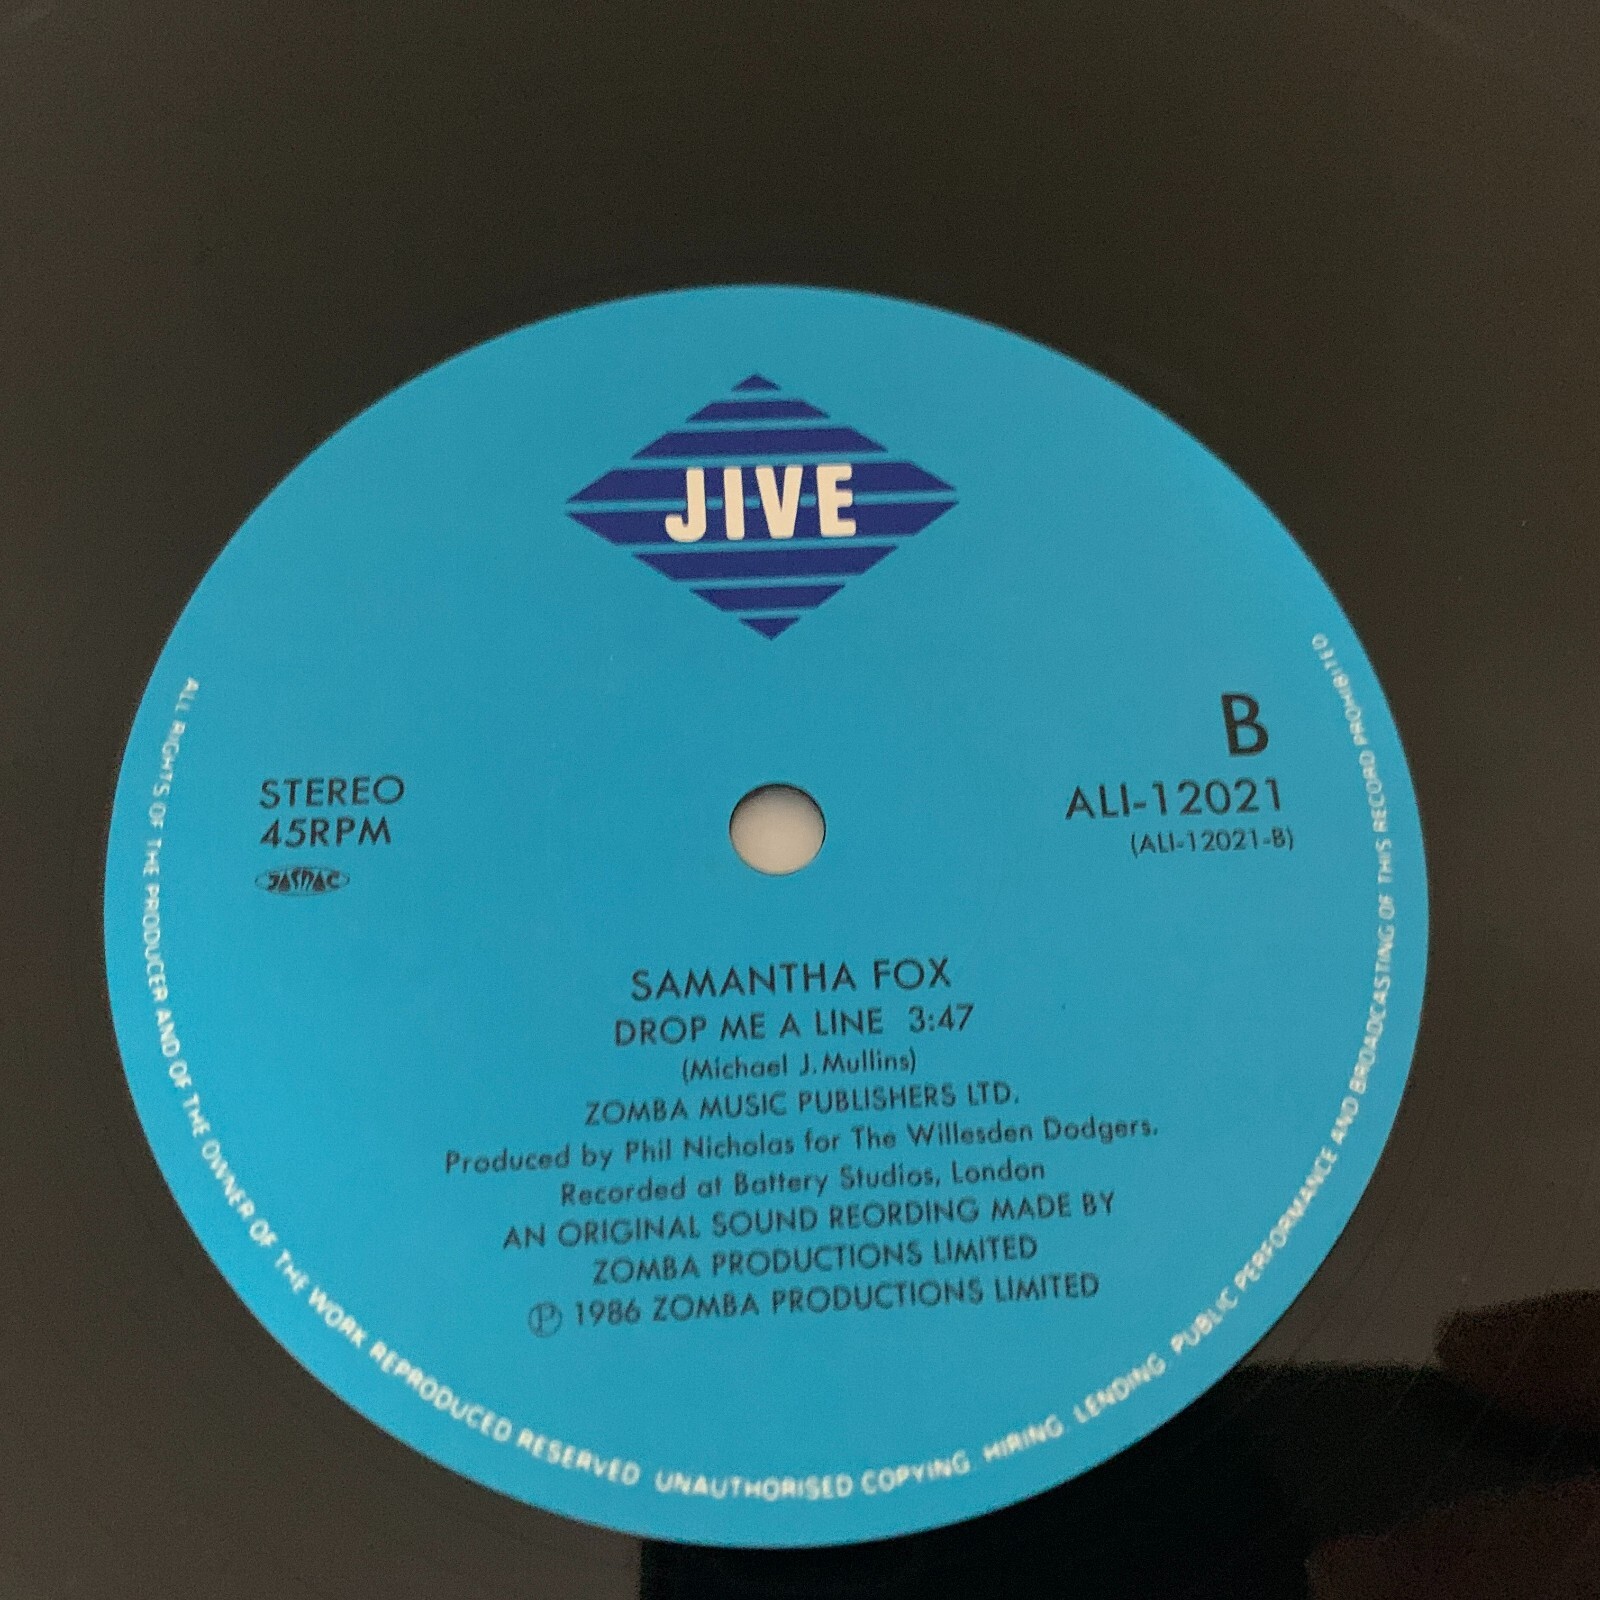 JIVE
B
STEREO
45RPM
JASRAC
ALI-12021
(ALI-12021-B)
SAMANTHA FOX
DROP ME A LINE 3:47
(Michael J. Mullins)
ZOMBA MUSIC PUBLISHERS LTD.
Produced by Phil Nicholas for The Willesden Dodgers.
Recorded at Battery Studios, London
AN ORIGINAL SOUND REORDING MADE BY
ZOMBA PRODUCTIONS LIMITED
Ⓟ 1986 ZOMBA PRODUCTIONS LIMITED
ALL RIGHTS OF THE PRODUCER AND OF THE OWNER OF THE WORK REPRODUCED RESERVED UNAUTHORISED COPYING. HIRING. LENDING. PUBLIC PERFORMANCE AND BROADCASTING OF THIS RECORD PROHIBITED